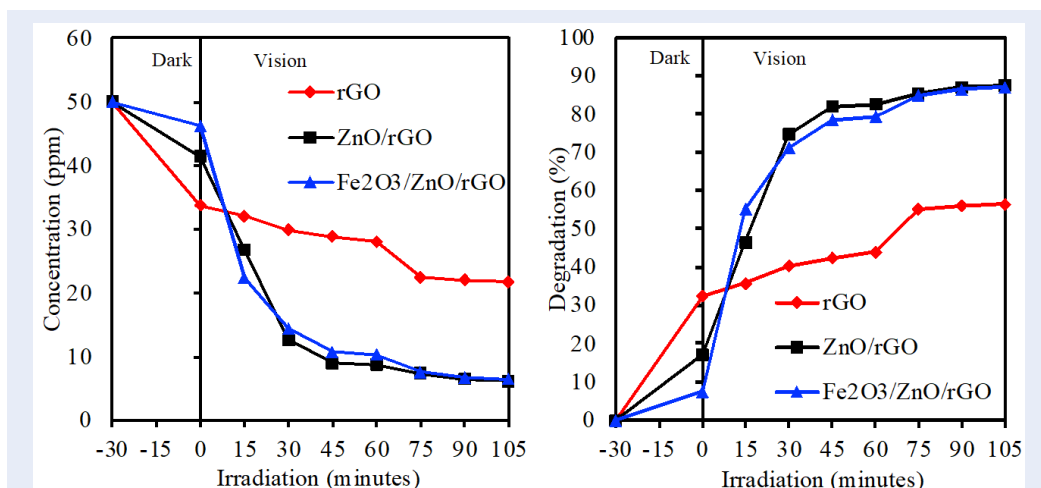 Concentration (ppm)
60
50
40
30
20
10
0
Dark
Vision
rGO
ZnO/rGO
Fe2O3/ZnO/rGO
-30 -15 0 15 30 45 60 75 90 105
Irradiation (minutes)
Degradation (%)
100
90
80
70
60
50
40
30
20
10
0
Dark
Vision
rGO
ZnO/rGO
Fe2O3/ZnO/rGO
-30 -15 0 15 30 45 60 75 90 105
Irradiation (minutes)